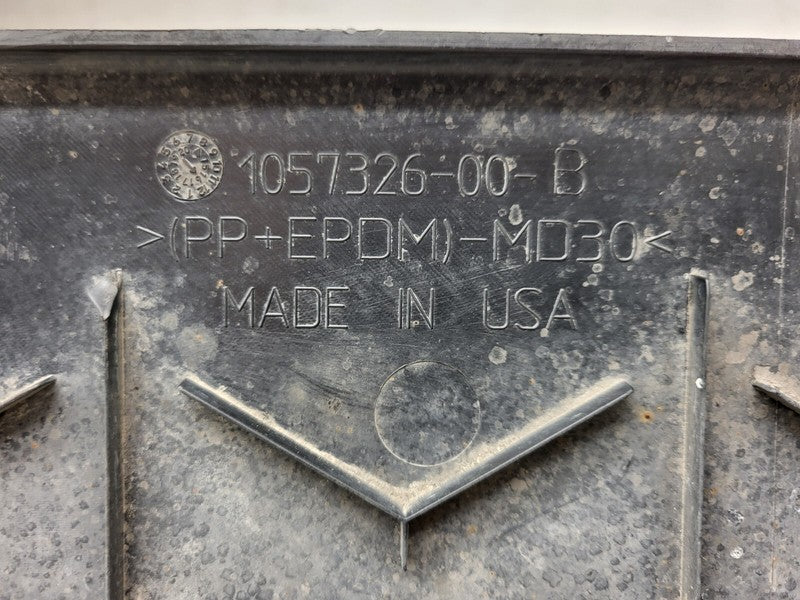 1057326-00-B
>(PP+EPDM)-MD30<
MADE IN USA